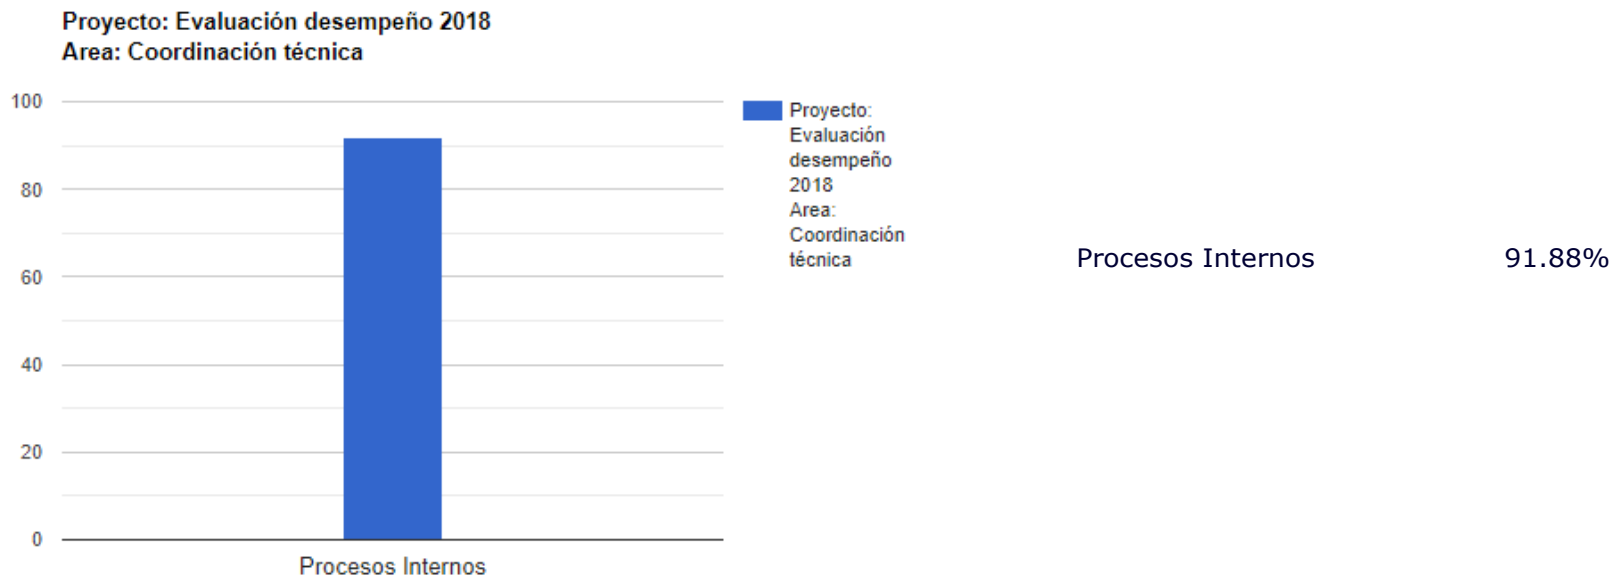 Proyecto: Evaluación desempeño 2018
Area: Coordinación técnica
100
80
60
40
20
0
Procesos Internos
Proyecto:
Evaluación
desempeño
2018
Area:
Coordinación
técnica
Procesos Internos 91.88%